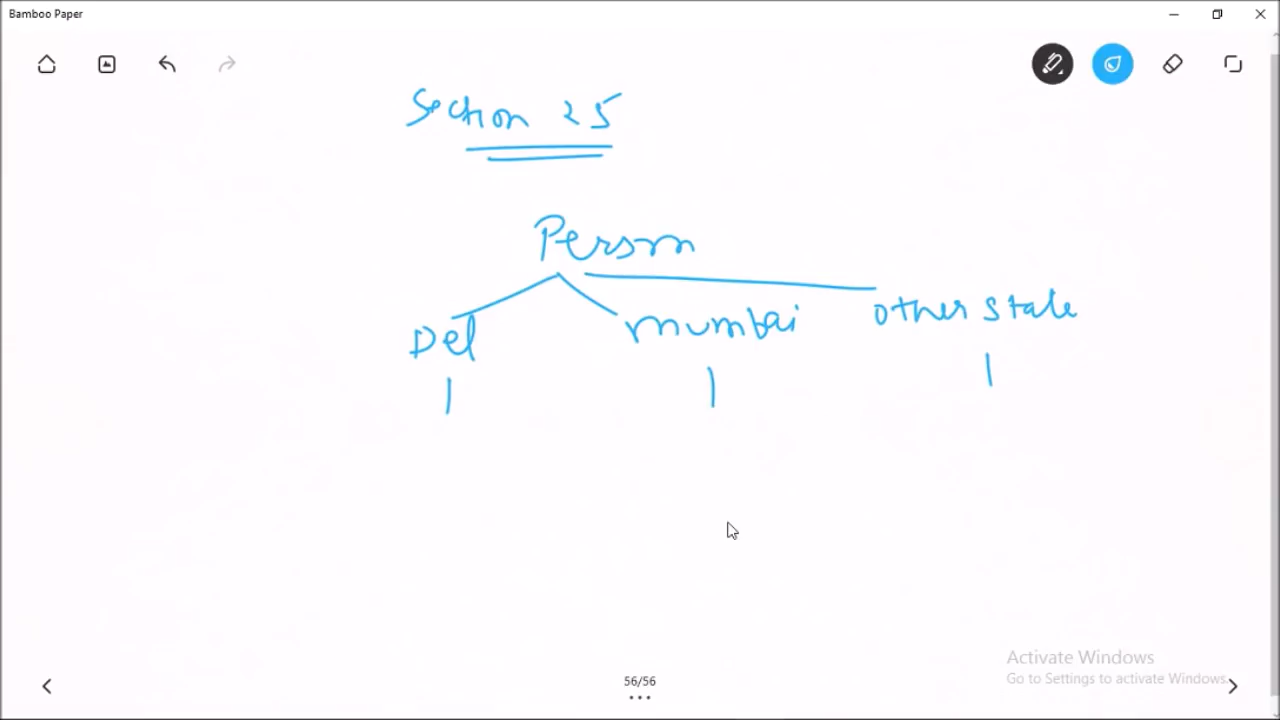 Bamboo Paper
Section 25
Person
Del mumbai other state
56/56
Activate Windows
Go to Settings to activate Windows.